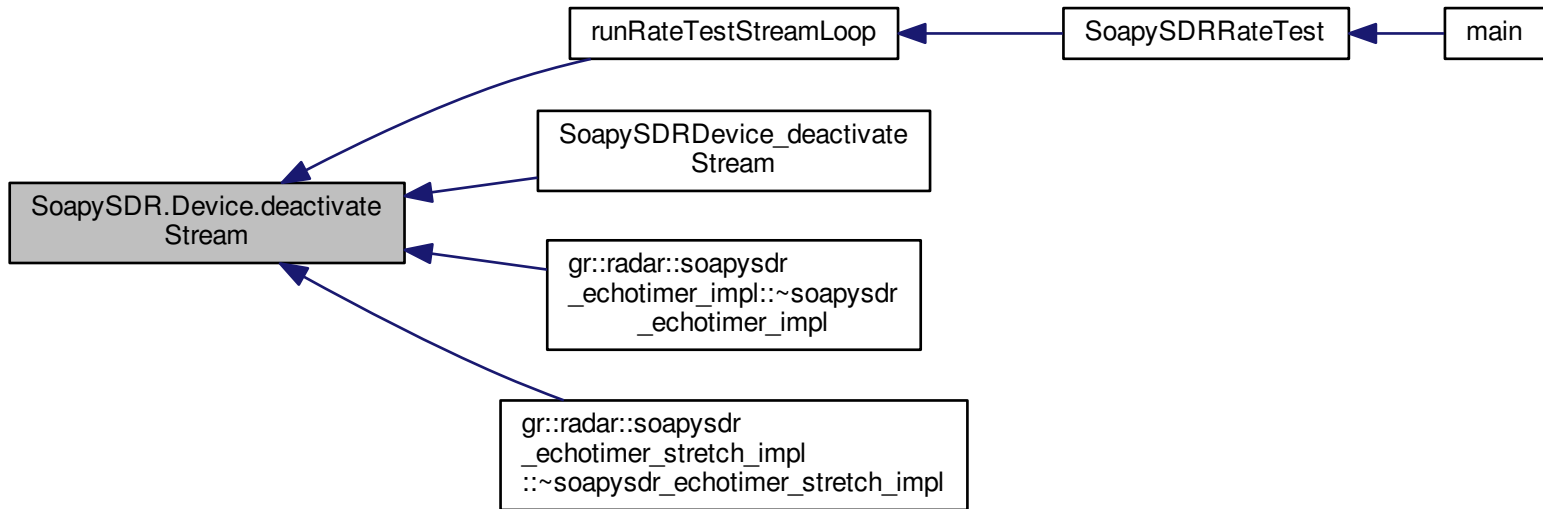 runRateTestStreamLoop
SoapySDRRateTest
main
SoapySDRDevice_deactivate
Stream
SoapySDR.Device.deactivate
Stream
gr::radar::soapysdr
_echotimer_impl::~soapysdr
_echotimer_impl
gr::radar::soapysdr
_echotimer_stretch_impl
::~soapysdr_echotimer_stretch_impl